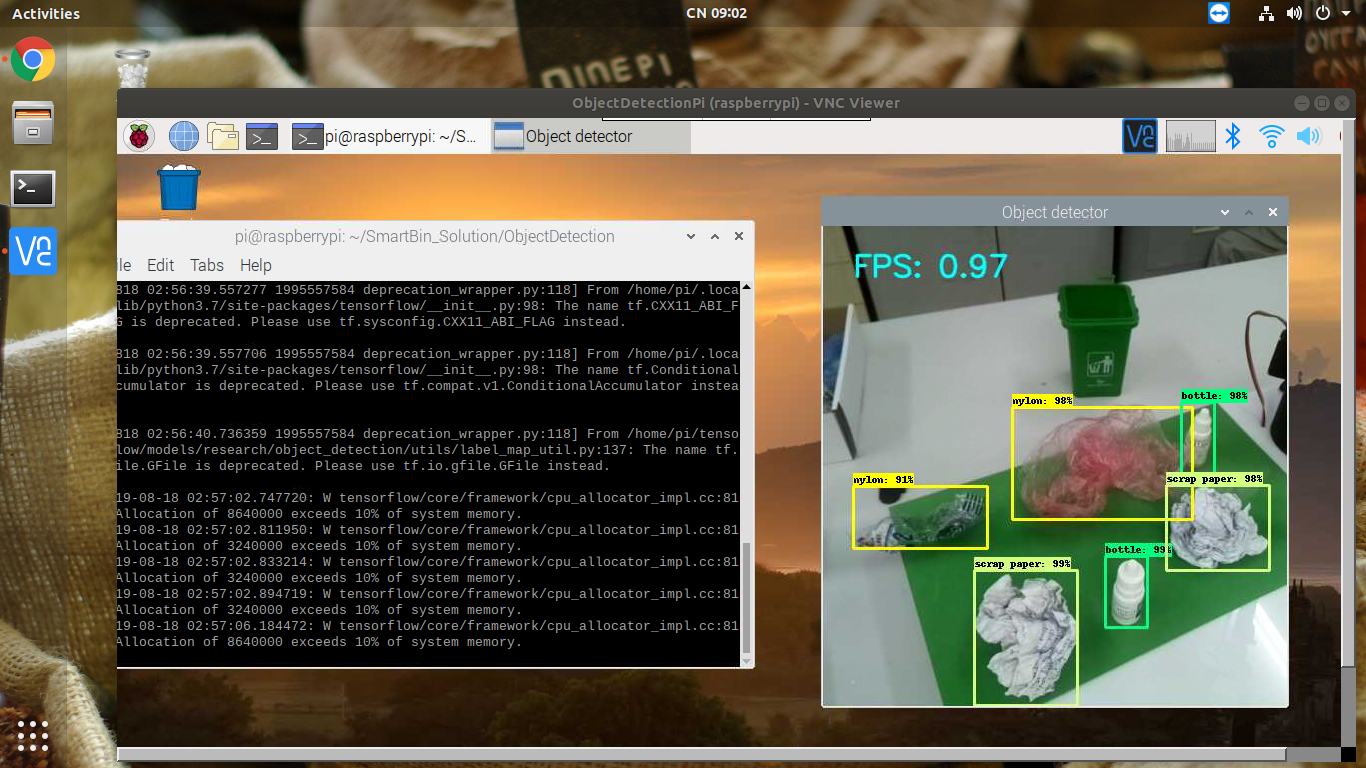 Activities
CN 09:02
ObjectDetectionPi (raspberrypi) - VNC Viewer
pi@raspberrypi: ~/S...
Object detector
pi@raspberrypi: ~/SmartBin_Solution/ObjectDetection
ile Edit Tabs Help
818 02:56:39.557277 1995557584 deprecation_wrapper.py:118] From /home/pi/.loca
lib/python3.7/site-packages/tensorflow/__init__.py:98: The name tf.CXX11_ABI_F
G is deprecated. Please use tf.sysconfig.CXX11_ABI_FLAG instead.
818 02:56:39.557706 1995557584 deprecation_wrapper.py:118] From /home/pi/.loca
lib/python3.7/site-packages/tensorflow/__init__.py:98: The name tf.Conditional
cumulator is deprecated. Please use tf.compat.v1.ConditionalAccumulator instea
818 02:56:40.736359 1995557584 deprecation_wrapper.py:118] From /home/pi/tenso
low/models/research/object_detection/utils/label_map_util.py:137: The name tf.
ile.GFile is deprecated. Please use tf.io.gfile.GFile instead.
19-08-18 02:57:02.747720: W tensorflow/core/framework/cpu_allocator_impl.cc:81
Allocation of 8640000 exceeds 10% of system memory.
19-08-18 02:57:02.811950: W tensorflow/core/framework/cpu_allocator_impl.cc:81
Allocation of 3240000 exceeds 10% of system memory.
19-08-18 02:57:02.833214: W tensorflow/core/framework/cpu_allocator_impl.cc:81
Allocation of 3240000 exceeds 10% of system memory.
19-08-18 02:57:02.894719: W tensorflow/core/framework/cpu_allocator_impl.cc:81
Allocation of 3240000 exceeds 10% of system memory.
19-08-18 02:57:06.184472: W tensorflow/core/framework/cpu_allocator_impl.cc:81
Allocation of 8640000 exceeds 10% of system memory.
Object detector
FPS: 0.97
bottle: 98%
nylon: 98%
nylon: 91%
scrap paper: 98%
bottle: 99%
scrap paper: 99%